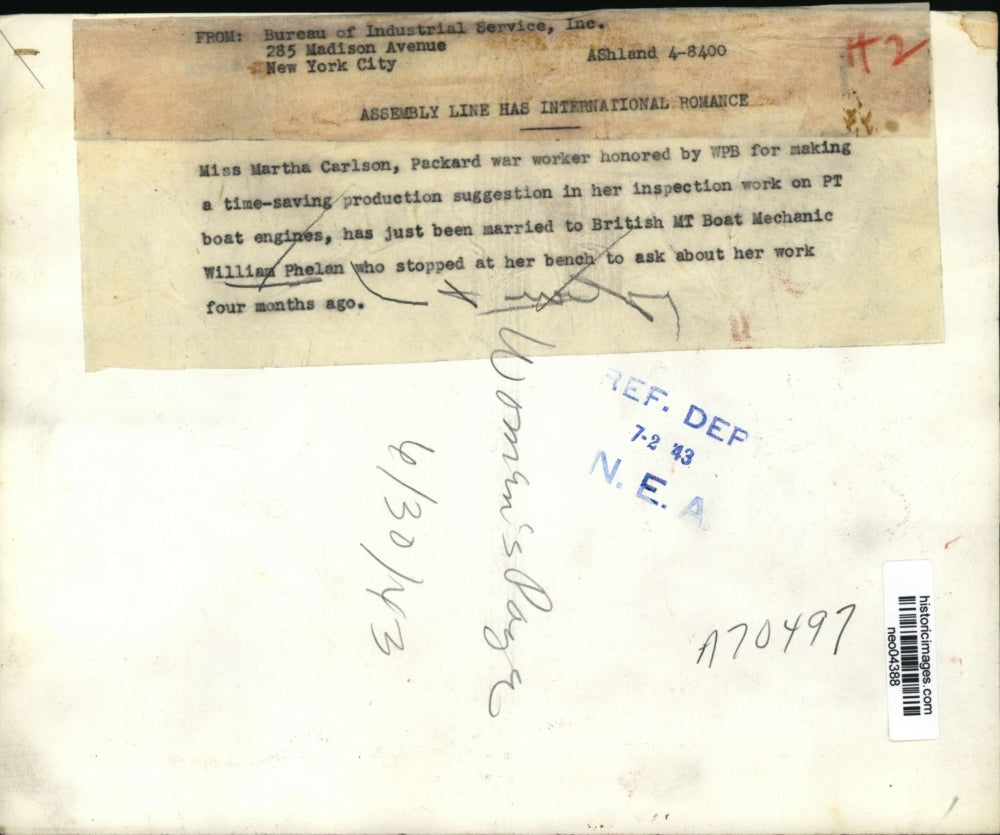 FROM: Bureau of Industrial Service, Inc.
285 Madison Avenue
New York City
AShland 4-8400
H2
ASSEMBLY LINE HAS INTERNATIONAL ROMANCE
Miss Martha Carlson, Packard war worker honored by WPB for making
a time-saving production suggestion in her inspection work on PT
boat engines, has just been married to British MT Boat Mechanic
William Phelan who stopped at her bench to ask about her work
four months ago.
Women's Page
6/30/43
REF. DEPT
7-2 '43
N. E. A.
A70497
historicimages.com
neo04388